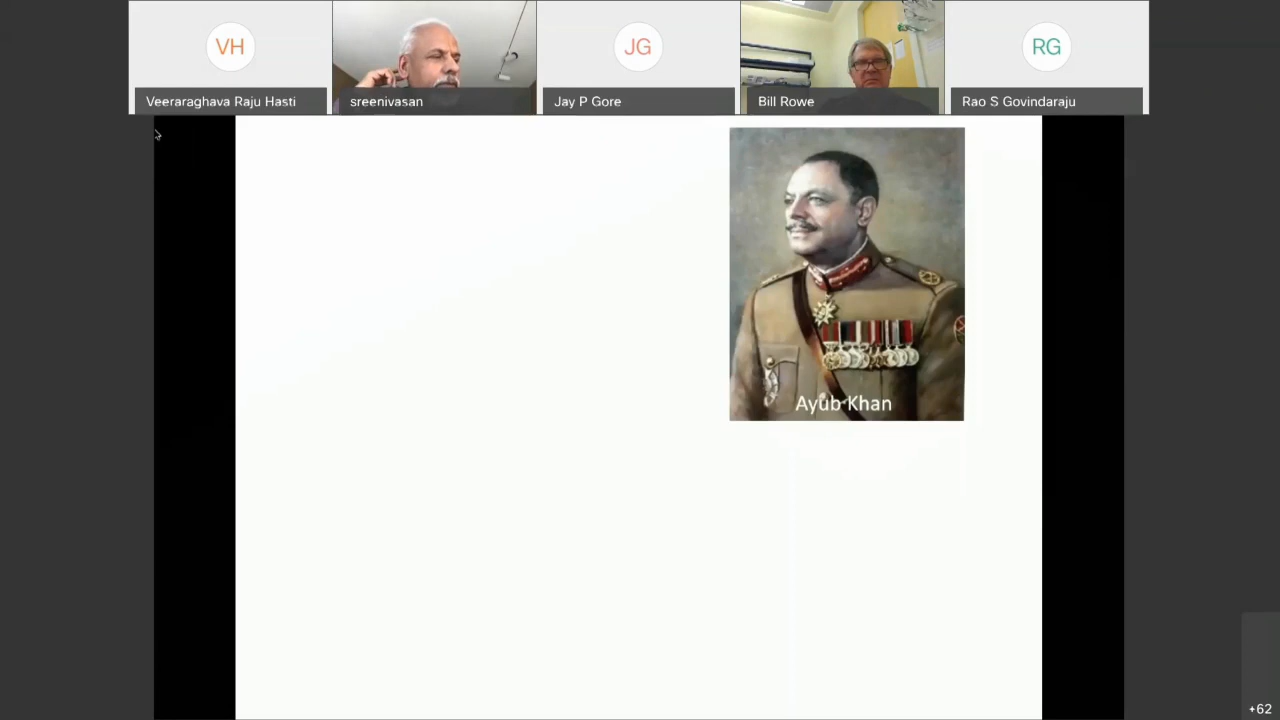 VH
JG
RG
Veeraraghava Raju Hasti
sreenivasan
Jay P Gore
Bill Rowe
Rao S Govindaraju
Ayub Khan
+62